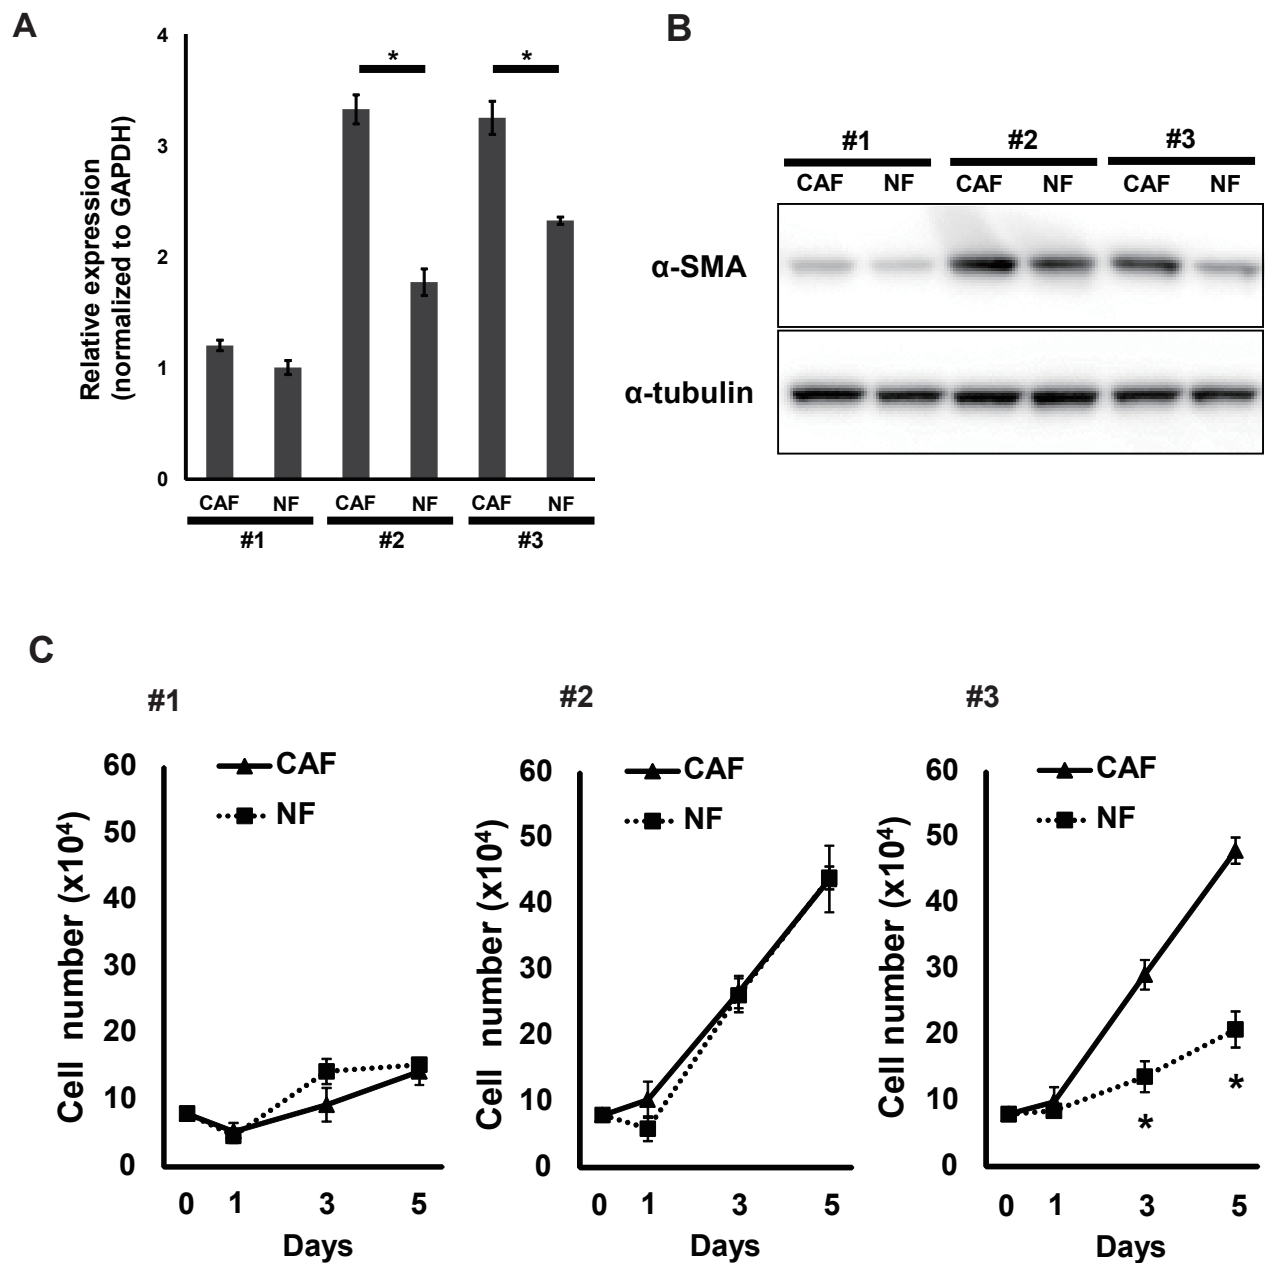 A
4
3
2
1
0
Relative expression
(normalized to GAPDH)
* *
CAF NF CAF NF CAF NF
#1 #2 #3
B
#1 #2 #3
CAF NF CAF NF CAF NF
α-SMA
α-tubulin
C
#1
60
50
40
30
20
10
0
Cell number (x10⁴)
CAF
NF
0 1 3 5
Days
#2
60
50
40
30
20
10
0
Cell number (x10⁴)
CAF
NF
0 1 3 5
Days
#3
60
50
40
30
20
10
0
Cell number (x10⁴)
CAF
NF
*
*
0 1 3 5
Days